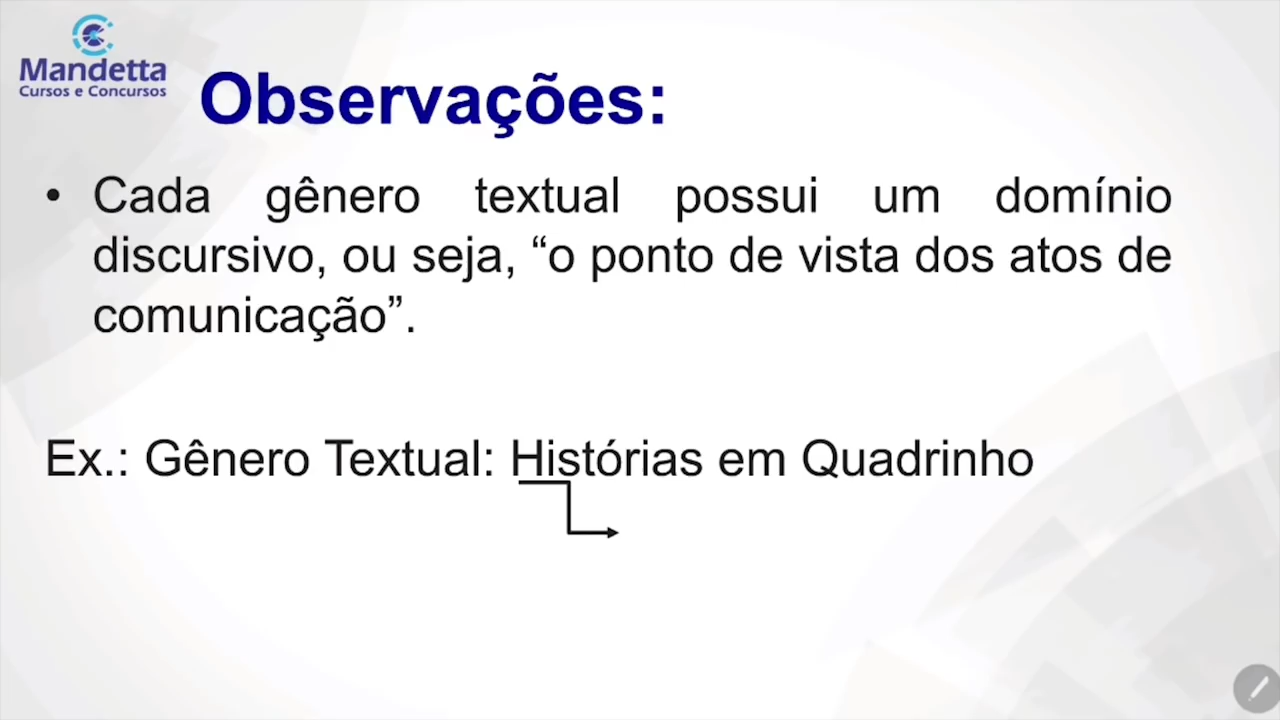 Mandetta
Cursos e Concursos
Observações:
• Cada gênero textual possui um domínio
discursivo, ou seja, “o ponto de vista dos atos de
comunicação”.
Ex.: Gênero Textual: Histórias em Quadrinho